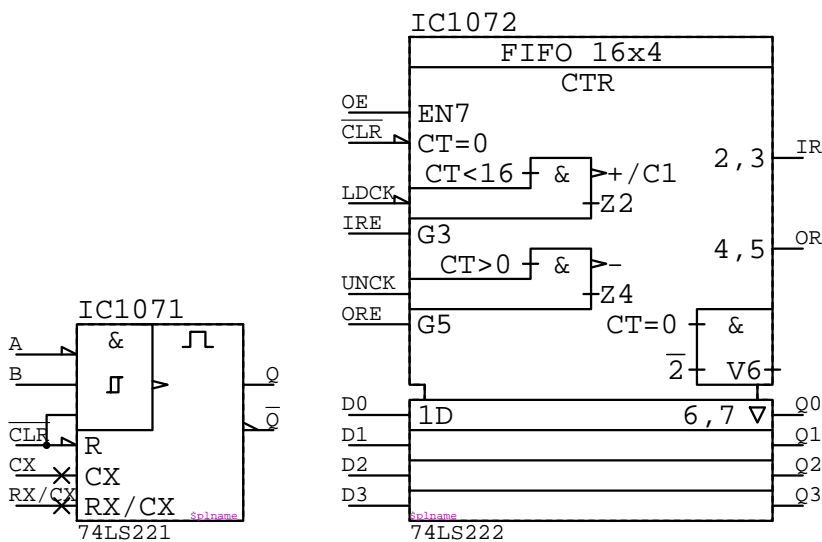 IC1071
A
B
CLR
CX
RX/CX
&
R
CX
RX/CX
Q
Q
$plname
74LS221
IC1072
FIFO 16x4
CTR
OE
CLR
LDCK
IRE
UNCK
ORE
EN7
CT=0
CT<16
&
+/C1
Z2
G3
CT>0
&
-
Z4
G5
2,3
IR
4,5
OR
CT=0
&
2
V6
D0
D1
D2
D3
1D
6,7
Q0
Q1
Q2
Q3
$plname
74LS222